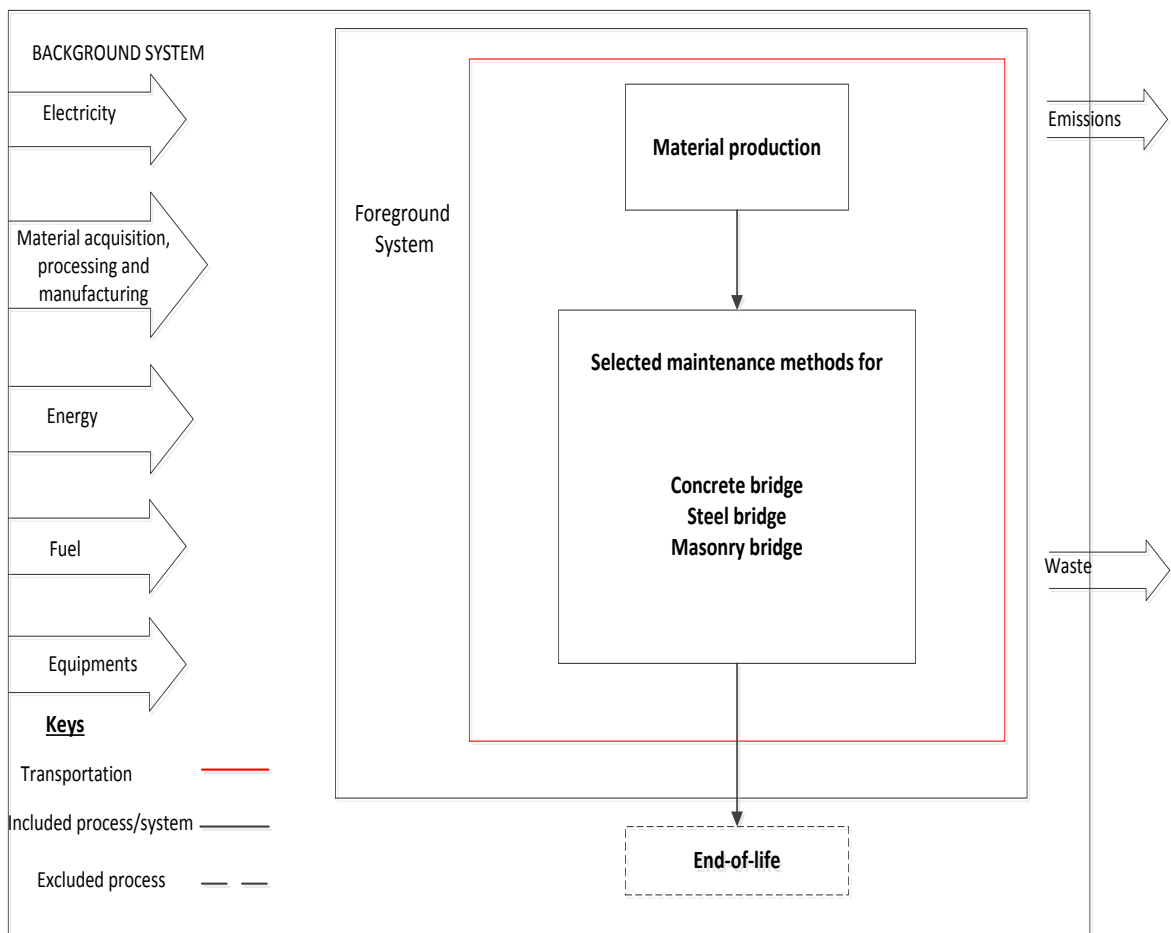 BACKGROUND SYSTEM
Electricity
Material acquisition,
processing and
manufacturing
Energy
Fuel
Equipments
Keys
Transportation
Included process/system
Excluded process
Foreground
System
Material production
Selected maintenance methods for
Concrete bridge
Steel bridge
Masonry bridge
End-of-life
Emissions
Waste